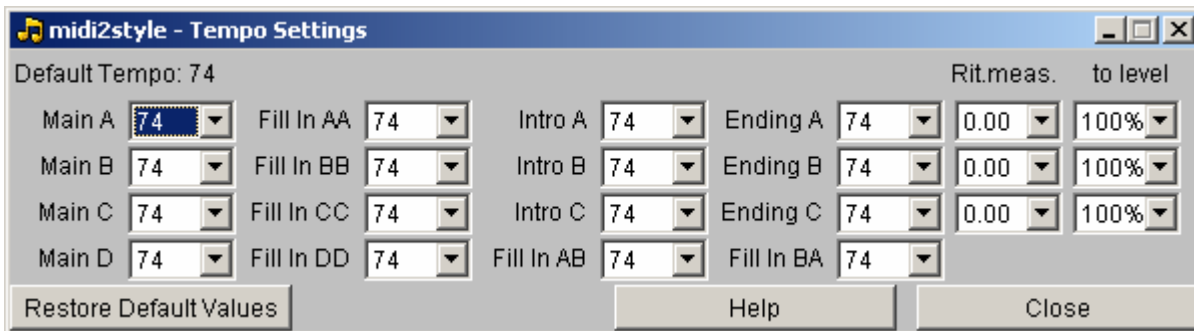 midi2style - Tempo Settings
Default Tempo: 74 Rit.meas. to level
Main A 74 Fill In AA 74 Intro A 74 Ending A 74 0.00 100%
Main B 74 Fill In BB 74 Intro B 74 Ending B 74 0.00 100%
Main C 74 Fill In CC 74 Intro C 74 Ending C 74 0.00 100%
Main D 74 Fill In DD 74 Fill In AB 74 Fill In BA 74
Restore Default Values Help Close